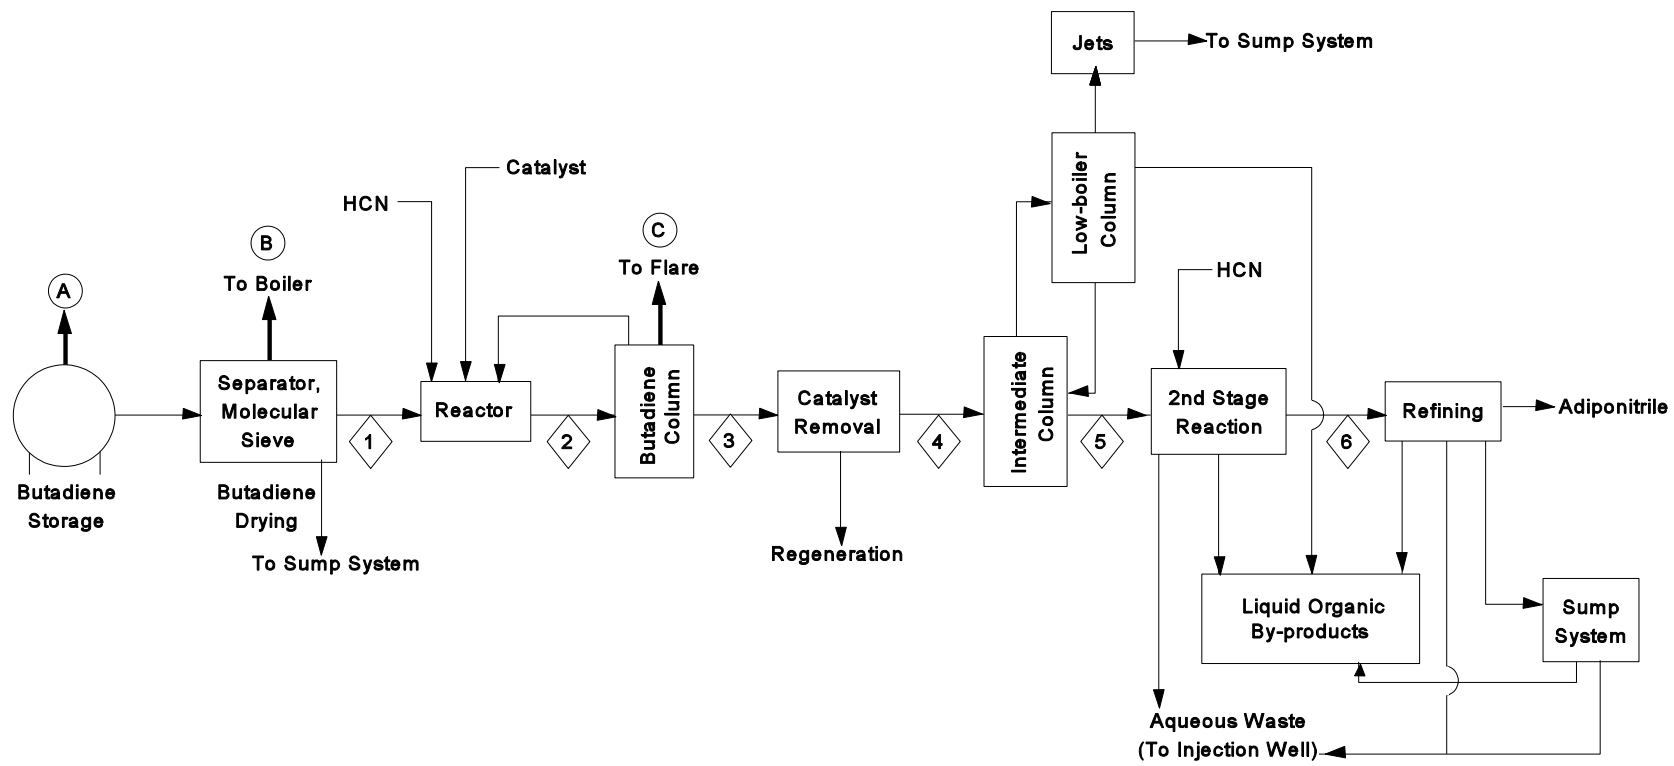 Jets
To Sump System
Low-boiler
Column
Catalyst
HCN
C
To Flare
B
To Boiler
HCN
A
Separator,
Molecular
Sieve
Reactor
Butadiene
Column
Catalyst
Removal
Intermediate
Column
2nd Stage
Reaction
Refining
Adiponitrile
1
2
3
4
5
6
Butadiene
Storage
Butadiene
Drying
To Sump System
Regeneration
Liquid Organic
By-products
Sump
System
Aqueous Waste
(To Injection Well)